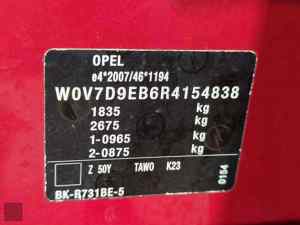 OPEL
e4*2007/46*1194
W0V7D9EB6R4154838
1835 kg
2675 kg
1-0965 kg
2-0875 kg
Z 50Y TAWO K23
0154
BK-R731BE-5